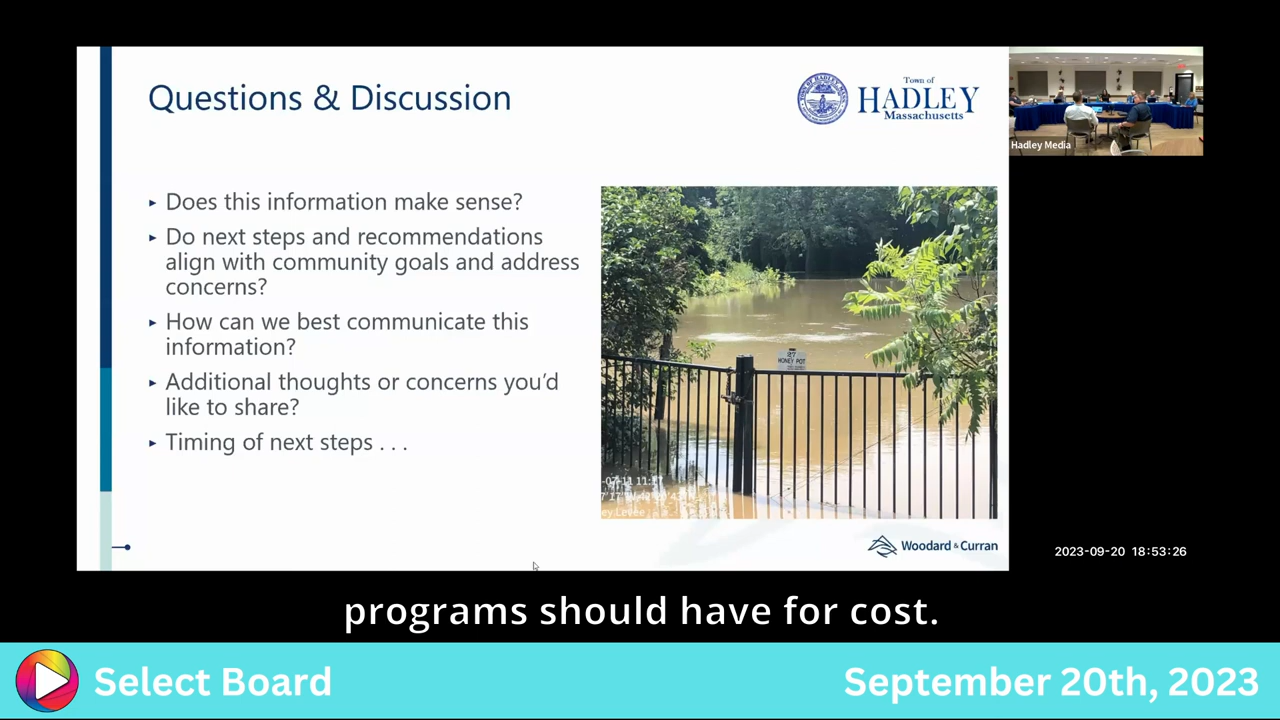 Questions & Discussion
Town of
HADLEY
Massachusetts
▸ Does this information make sense?
▸ Do next steps and recommendations
align with community goals and address
concerns?
▸ How can we best communicate this
information?
▸ Additional thoughts or concerns you'd
like to share?
▸ Timing of next steps . . .
27
HONEY POT
Woodard & Curran
Hadley Media
2023-09-20 18:53:26
programs should have for cost.
Select Board
September 20th, 2023